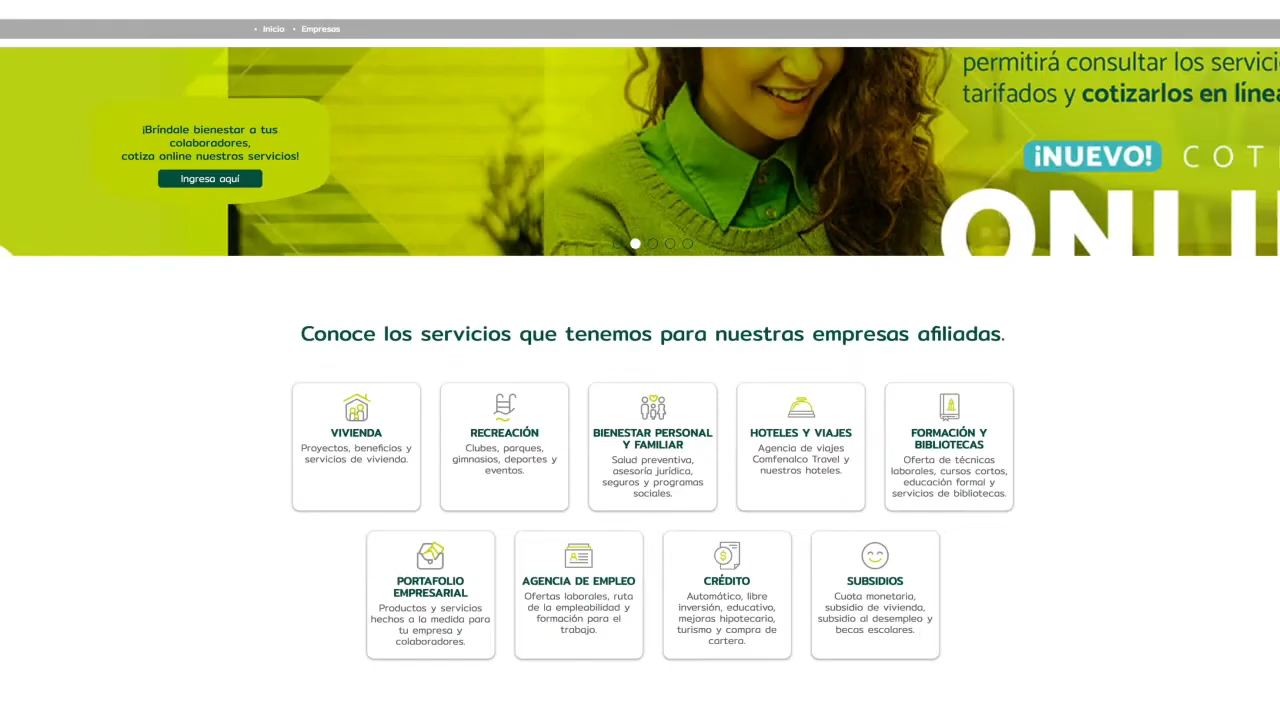 • Inicio • Empresas
permitirá consultar los servici
tarifados y cotizarlos en línea
¡Bríndale bienestar a tus
colaboradores,
cotiza online nuestros servicios!
Ingresa aquí
¡NUEVO! COT
ONLI
Conoce los servicios que tenemos para nuestras empresas afiliadas.
VIVIENDA
Proyectos, beneficios y
servicios de vivienda.
RECREACIÓN
Clubes, parques,
gimnasios, deportes y
eventos.
BIENESTAR PERSONAL
Y FAMILIAR
Salud preventiva,
asesoría jurídica,
seguros y programas
sociales.
HOTELES Y VIAJES
Agencia de viajes
Comfenalco Travel y
nuestros hoteles.
FORMACIÓN Y
BIBLIOTECAS
Oferta de técnicas
laborales, cursos cortos,
educación formal y
servicios de bibliotecas.
PORTAFOLIO
EMPRESARIAL
Productos y servicios
hechos a la medida para
tu empresa y
colaboradores.
AGENCIA DE EMPLEO
Ofertas laborales, ruta
de la empleabilidad y
formación para el
trabajo.
CRÉDITO
Automático, libre
inversión, educativo,
mejoras hipotecario,
turismo y compra de
cartera.
SUBSIDIOS
Cuota monetaria,
subsidio de vivienda,
subsidio al desempleo y
becas escolares.